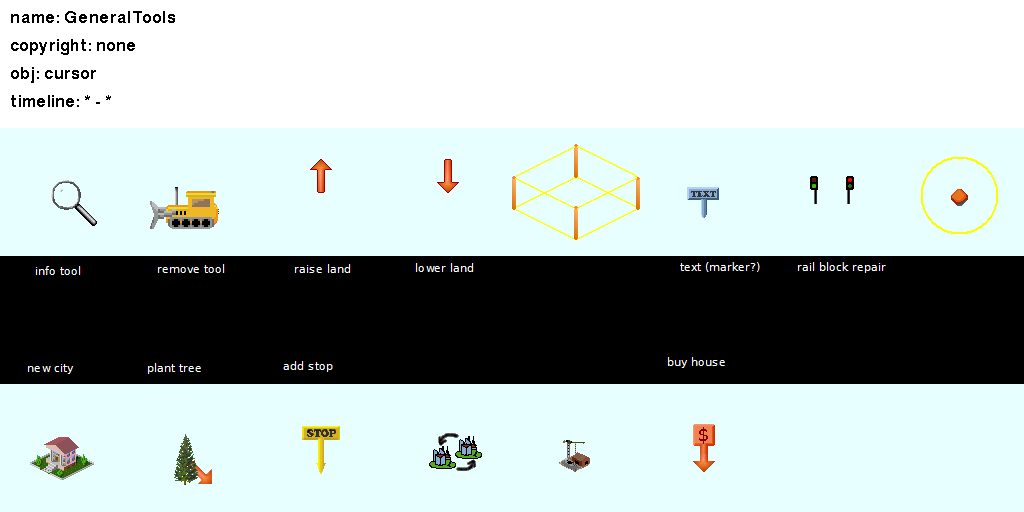 name: GeneralTools
copyright: none
obj: cursor
timeline: * - *
TEXT
info tool
remove tool
raise land
lower land
text (marker?)
rail block repair
new city
plant tree
add stop
buy house
STOP
$